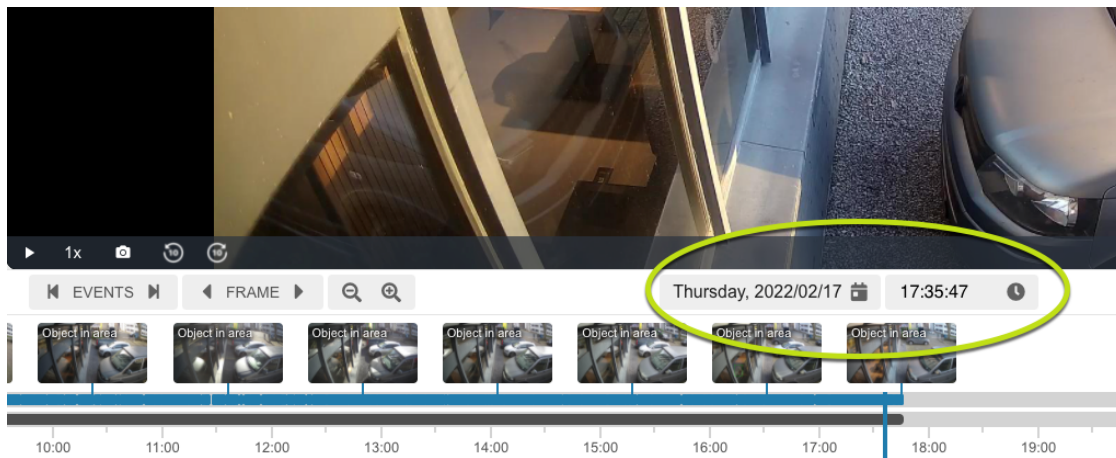 1x
10 10
EVENTS FRAME Thursday, 2022/02/17 17:35:47
Object in area Object in area Object in area Object in area Object in area Object in area Object in area
10:00 11:00 12:00 13:00 14:00 15:00 16:00 17:00 18:00 19:00